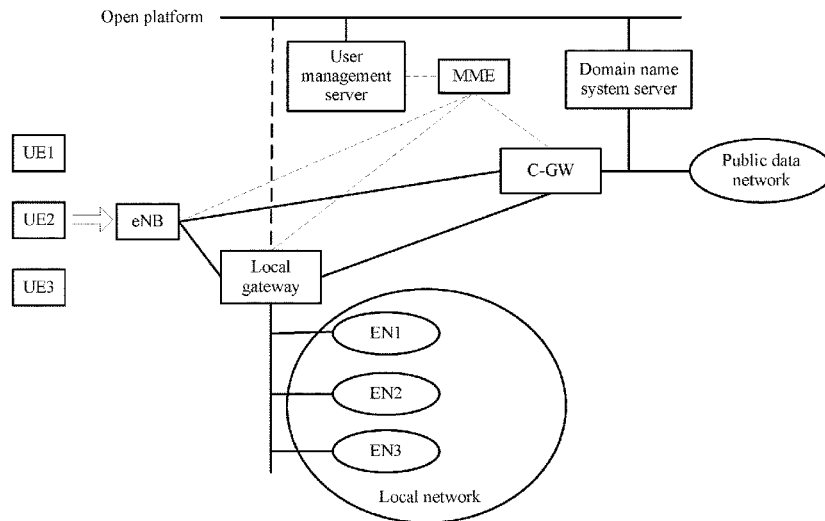 Open platform
User
management
server
MME
Domain name
system server
UE1
C-GW
Public data
network
UE2
eNB
Local
gateway
UE3
EN1
EN2
EN3
Local network